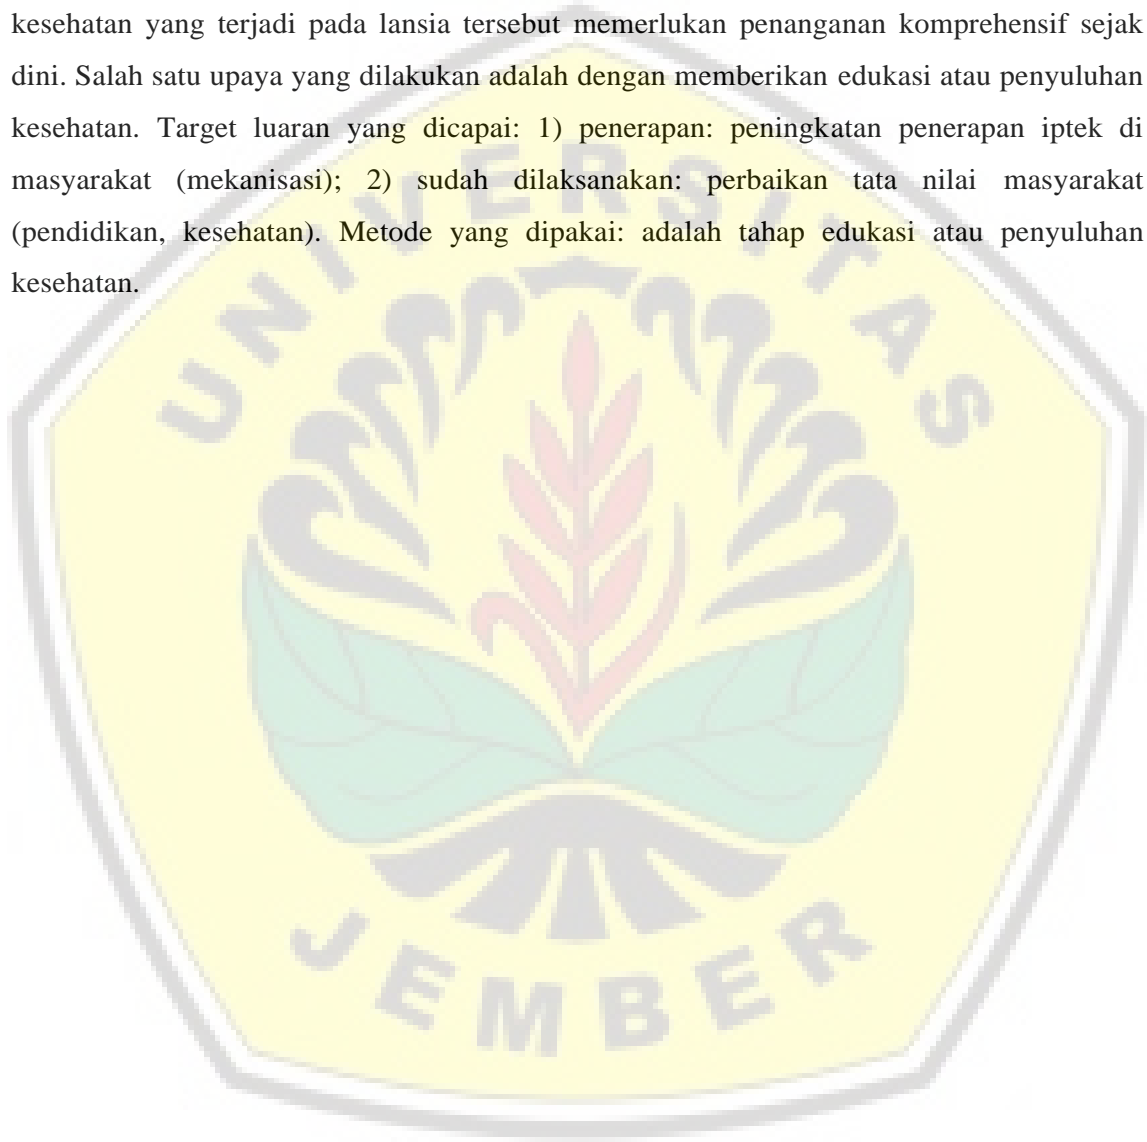 kesehatan yang terjadi pada lansia tersebut memerlukan penanganan komprehensif sejak
dini. Salah satu upaya yang dilakukan adalah dengan memberikan edukasi atau penyuluhan
kesehatan. Target luaran yang dicapai: 1) penerapan: peningkatan penerapan iptek di
masyarakat (mekanisasi); 2) sudah dilaksanakan: perbaikan tata nilai masyarakat
(pendidikan, kesehatan). Metode yang dipakai: adalah tahap edukasi atau penyuluhan
kesehatan.
UNIVERSITAS
JEMBER